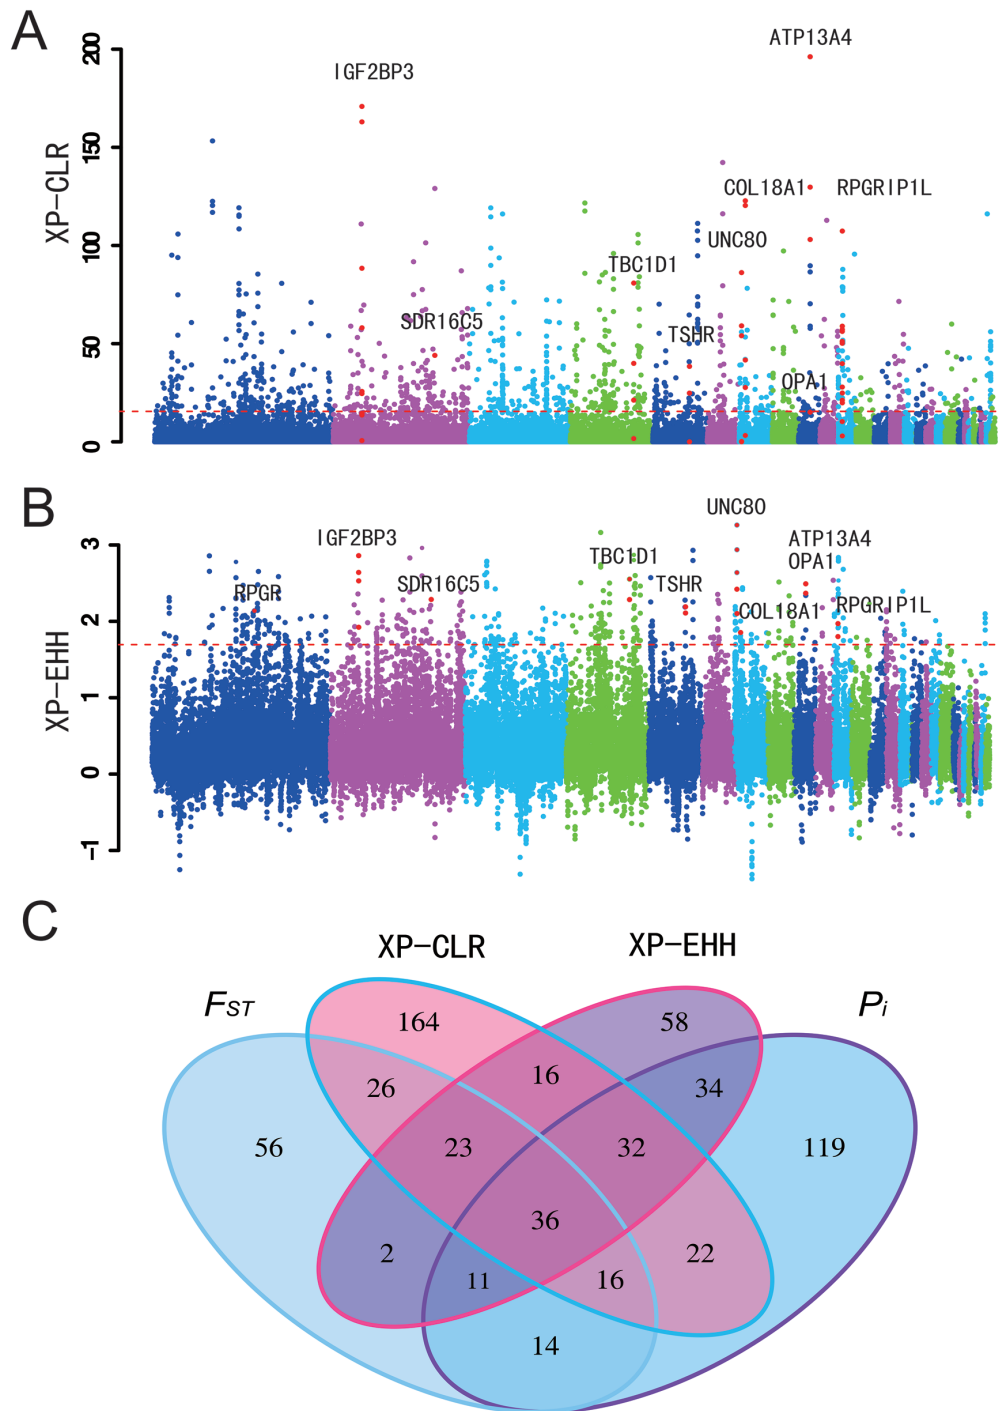 A
XP-CLR
200
150
100
50
0
ATP13A4
IGF2BP3
COL18A1
RPGRIP1L
UNC80
TBC1D1
SDR16C5
TSHR
OPA1
B
XP-EHH
3
2
1
0
-1
UNC80
IGF2BP3
ATP13A4
TBC1D1
OPA1
RPGR
SDR16C5
TSHR
COL18A1
RPGRIP1L
C
XP-CLR
XP-EHH
FST
Pi
164
58
26
16
34
56
23
32
119
36
2
11
16
22
14